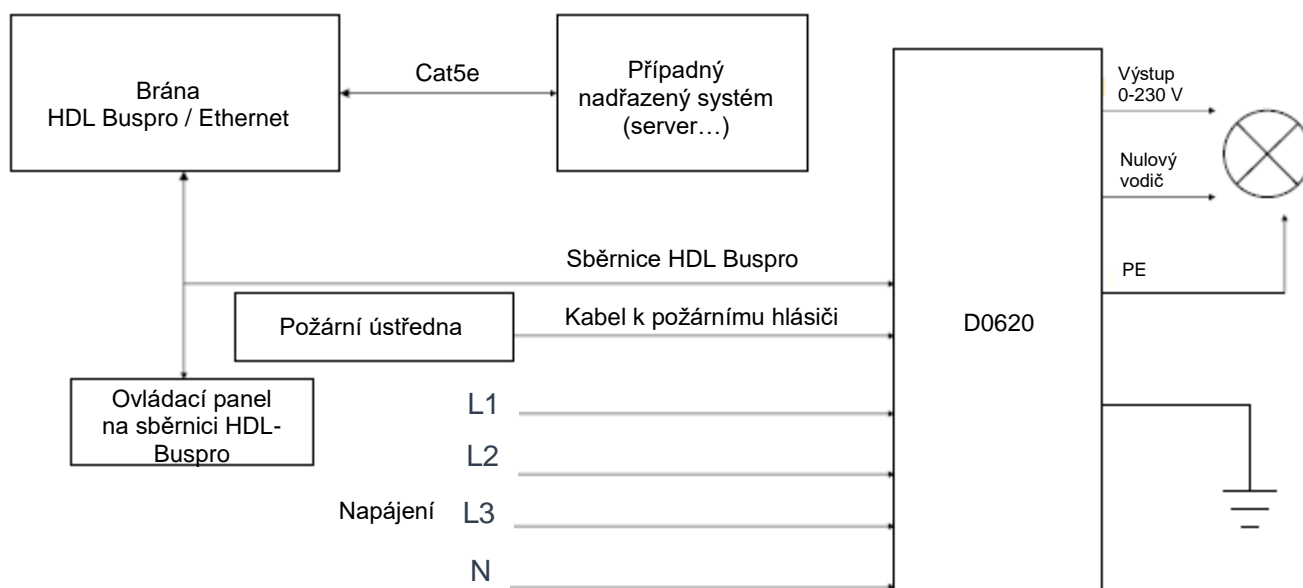 Brána
HDL Buspro / Ethernet
Cat5e
Případný
nadřazený systém
(server…)
Výstup
0-230 V
Nulový
vodič
PE
Sběrnice HDL Buspro
Požární ústředna
Kabel k požárnímu hlásiči
D0620
Ovládací panel
na sběrnici HDL-
Buspro
L1
L2
Napájení L3
N